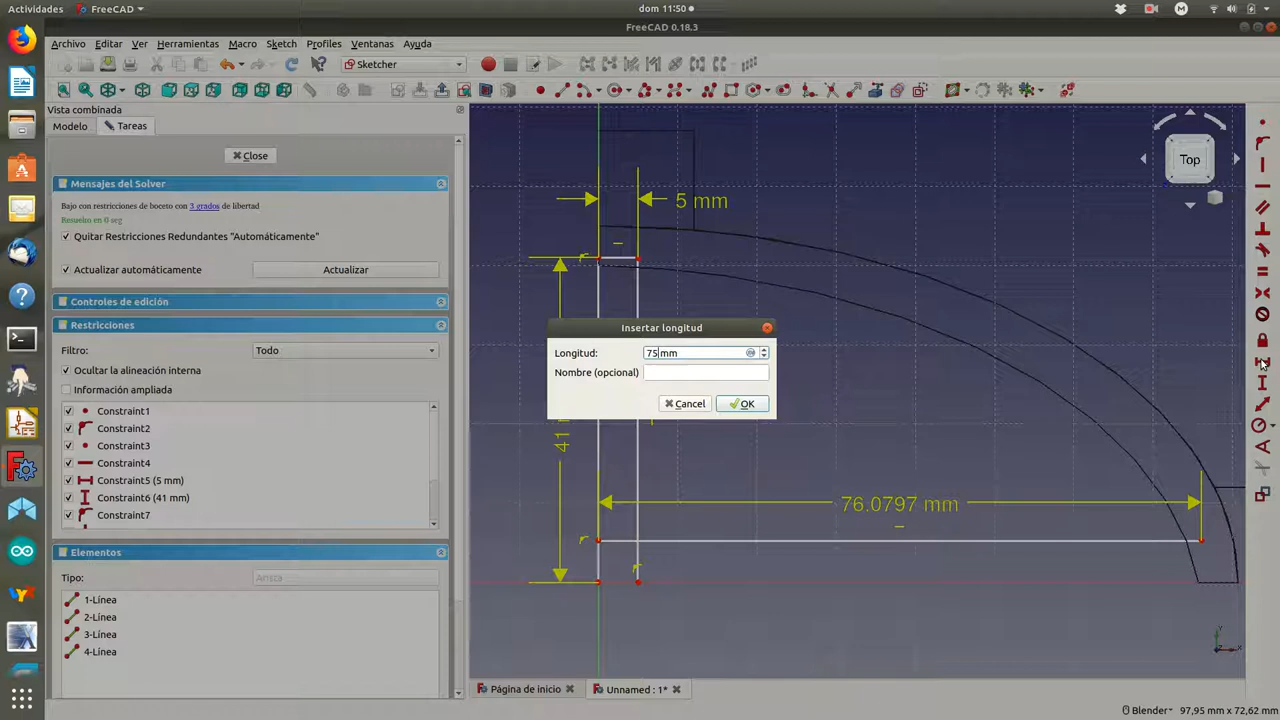 Actividades
FreeCAD
dom 11:50
FreeCAD 0.18.3
Archivo Editar Ver Herramientas Macro Sketch Profiles Ventanas Ayuda
Sketcher
Vista combinada
Modelo Tareas
Close
Mensajes del Solver
Bajo con restricciones de boceto con 3 grados de libertad
Resuelto en 0 seg
Quitar Restricciones Redundantes "Automáticamente"
Actualizar automáticamente Actualizar
Controles de edición
Restricciones
Filtro: Todo
Ocultar la alineación interna
Información ampliada
Constraint1
Constraint2
Constraint3
Constraint4
Constraint5 (5 mm)
Constraint6 (41 mm)
Constraint7
Elementos
Tipo: Arista
1-Línea
2-Línea
3-Línea
4-Línea
5 mm
Top
Insertar longitud
Longitud: 75 mm
Nombre (opcional)
Cancel OK
41
76.0797 mm
Página de inicio Unnamed : 1*
Blender 97,95 mm x 72,62 mm